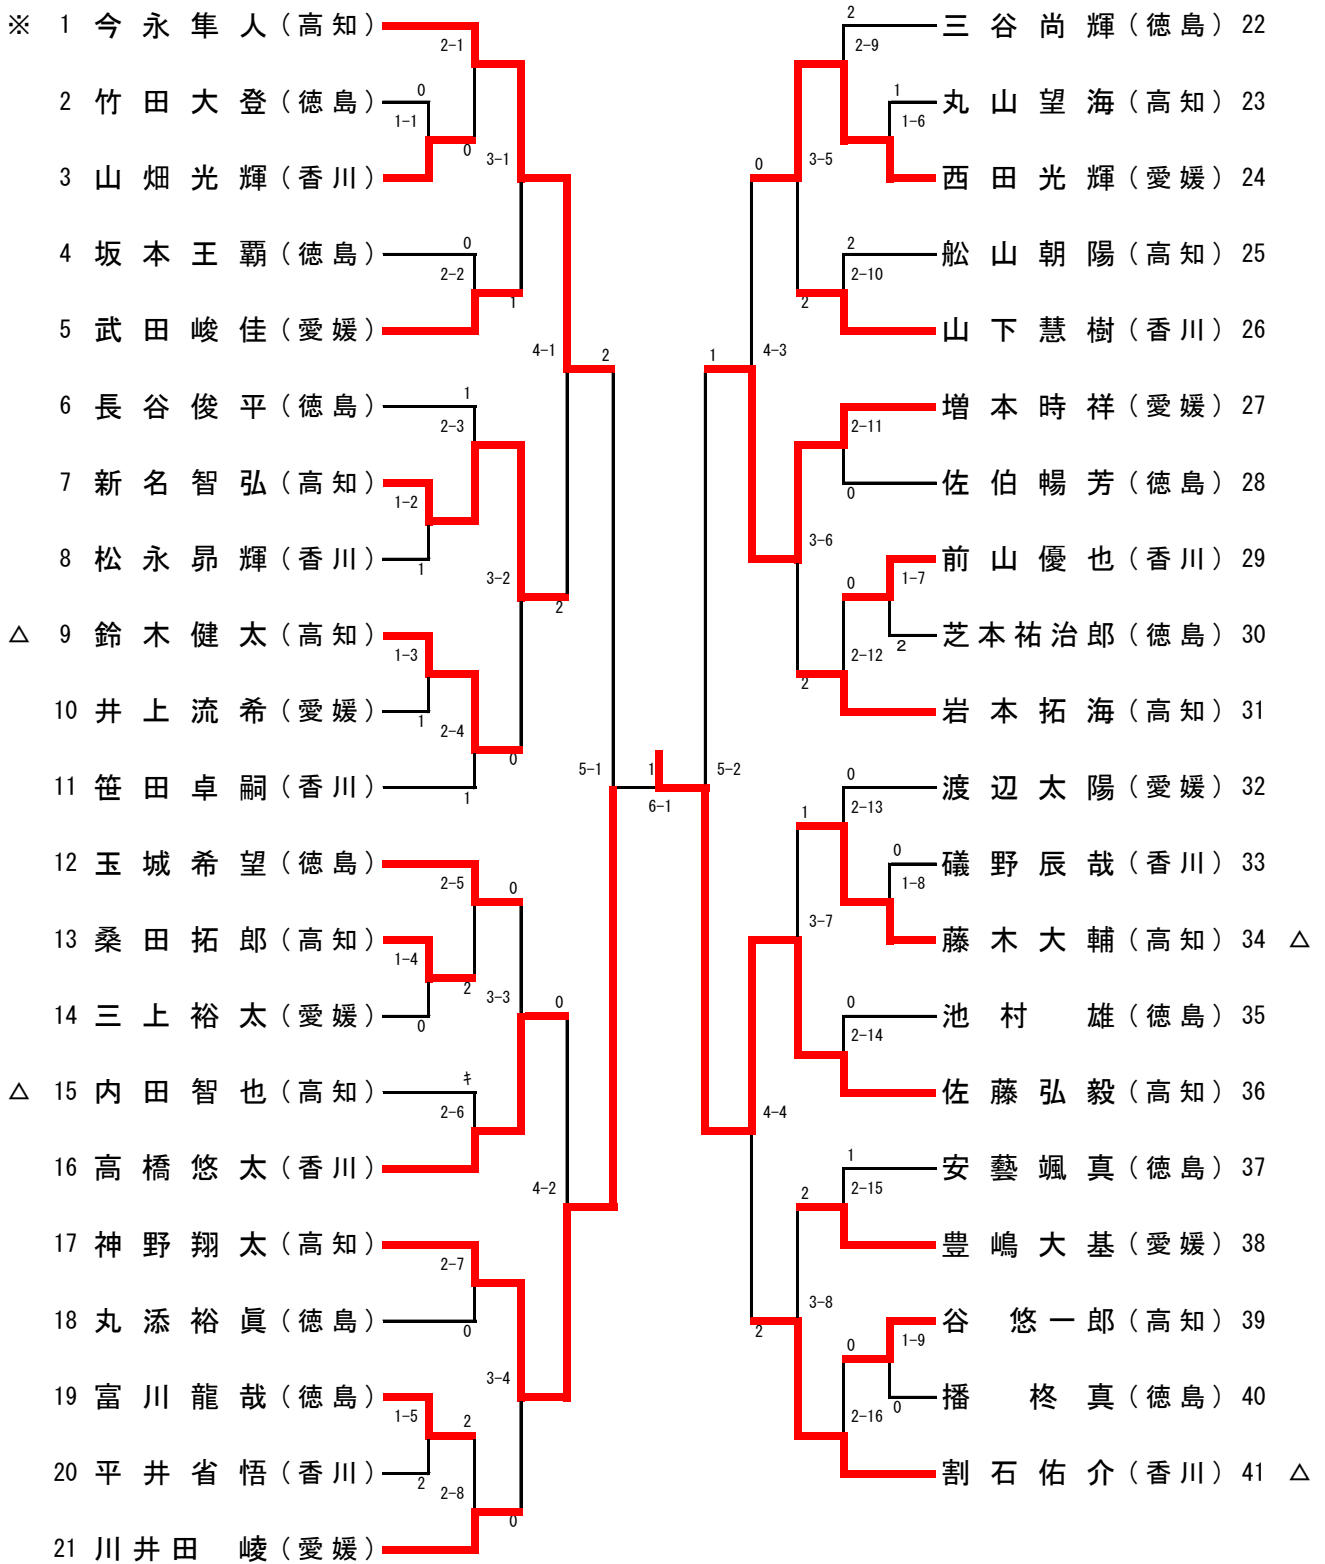 ※ 1 今永隼人(高知)
2-1
2 竹田大登(徳島)
0
1-1
0
3 山畑光輝(香川)
3-1
4 坂本王覇(徳島)
0
2-2
1
5 武田峻佳(愛媛)
4-1
2
6 長谷俊平(徳島)
1
2-3
7 新名智弘(高知)
1-2
8 松永昴輝(香川)
1
3-2
2
△ 9 鈴木健太(高知)
1-3
10 井上流希(愛媛)
1
2-4
0
11 笹田卓嗣(香川)
1
5-1
1
6-1
12 玉城希望(徳島)
2-5
0
13 桑田拓郎(高知)
1-4
2
3-3
0
14 三上裕太(愛媛)
0
△ 15 内田智也(高知)
キ
2-6
16 高橋悠太(香川)
4-2
17 神野翔太(高知)
2-7
18 丸添裕眞(徳島)
0
3-4
19 富川龍哉(徳島)
1-5
2
20 平井省悟(香川)
2
2-8
0
21 川井田 崚(愛媛)
2
三谷尚輝(徳島) 22
2-9
1
丸山望海(高知) 23
1-6
0
3-5
西田光輝(愛媛) 24
2
舩山朝陽(高知) 25
2-10
2
山下慧樹(香川) 26
1
4-3
増本時祥(愛媛) 27
2-11
佐伯暢芳(徳島) 28
0
3-6
前山優也(香川) 29
0
1-7
芝本祐治郎(徳島) 30
2
2-12
2
岩本拓海(高知) 31
5-2
0
渡辺太陽(愛媛) 32
2-13
1
0
礒野辰哉(香川) 33
1-8
3-7
藤木大輔(高知) 34 △
0
池村 雄(徳島) 35
2-14
佐藤弘毅(高知) 36
4-4
1
安藝颯真(徳島) 37
2-15
2
豊嶋大基(愛媛) 38
3-8
谷 悠一郎(高知) 39
2
0
1-9
播 柊真(徳島) 40
0
2-16
割石佑介(香川) 41 △